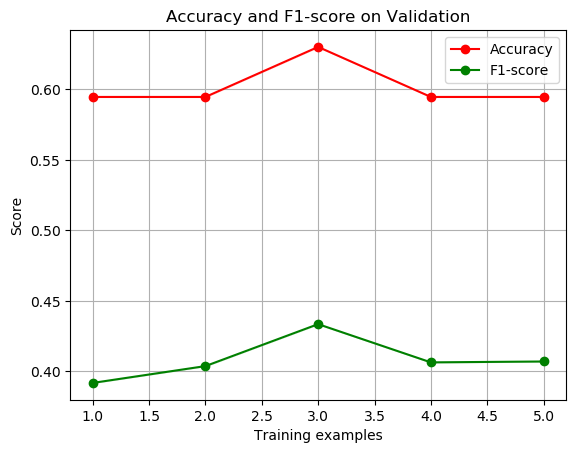 Accuracy and F1-score on Validation
Accuracy
F1-score
0.60
0.55
0.50
0.45
0.40
Score
1.0 1.5 2.0 2.5 3.0 3.5 4.0 4.5 5.0
Training examples